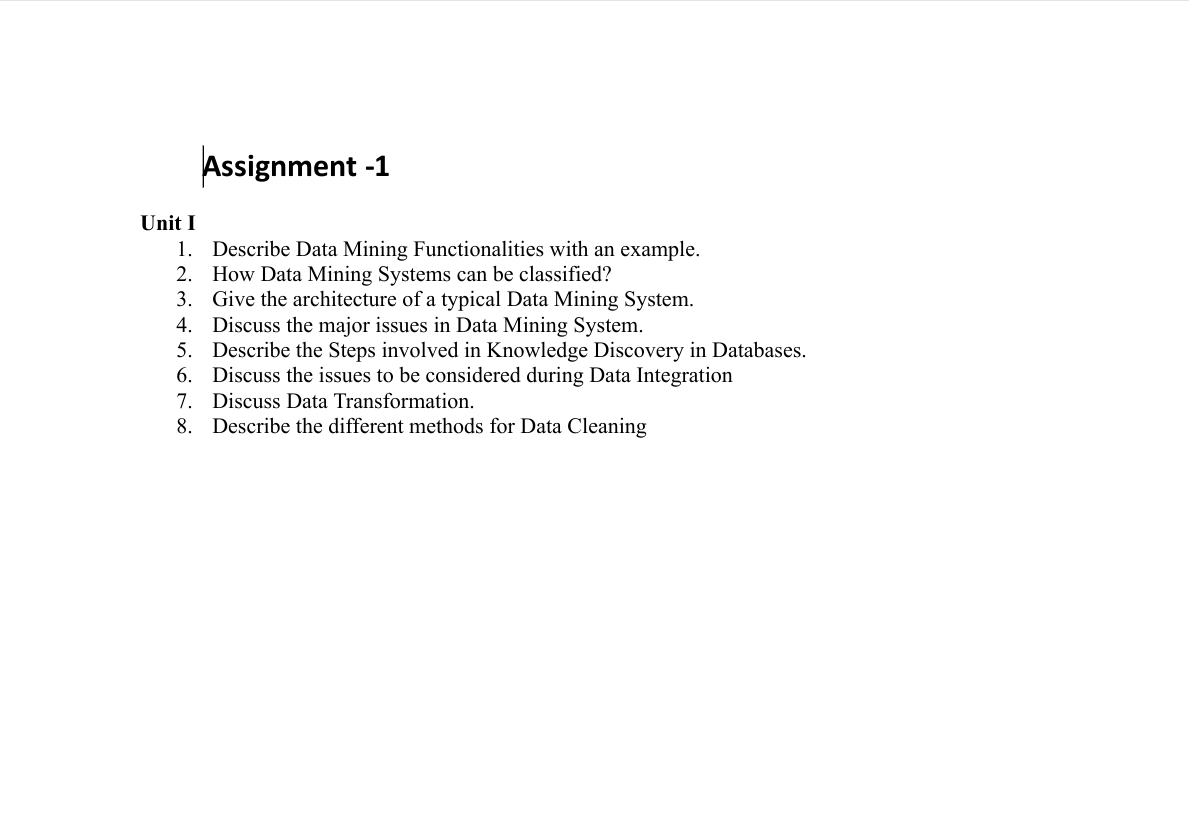 Assignment -1
Unit I
1. Describe Data Mining Functionalities with an example.
2. How Data Mining Systems can be classified?
3. Give the architecture of a typical Data Mining System.
4. Discuss the major issues in Data Mining System.
5. Describe the Steps involved in Knowledge Discovery in Databases.
6. Discuss the issues to be considered during Data Integration
7. Discuss Data Transformation.
8. Describe the different methods for Data Cleaning